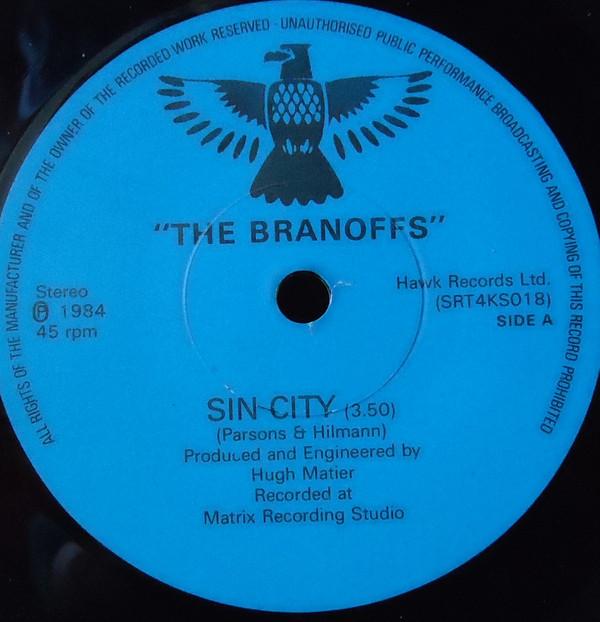 ALL RIGHTS OF THE MANUFACTURER AND OF THE OWNER OF THE RECORDED WORK RESERVED · UNAUTHORISED PUBLIC PERFORMANCE BROADCASTING AND COPYING OF THIS RECORD PROHIBITED
"THE BRANOFFS"
Stereo
℗ 1984
45 rpm
Hawk Records Ltd.
(SRT4KS018)
SIDE A
SIN CITY (3.50)
(Parsons & Hilmann)
Produced and Engineered by
Hugh Matier
Recorded at
Matrix Recording Studio